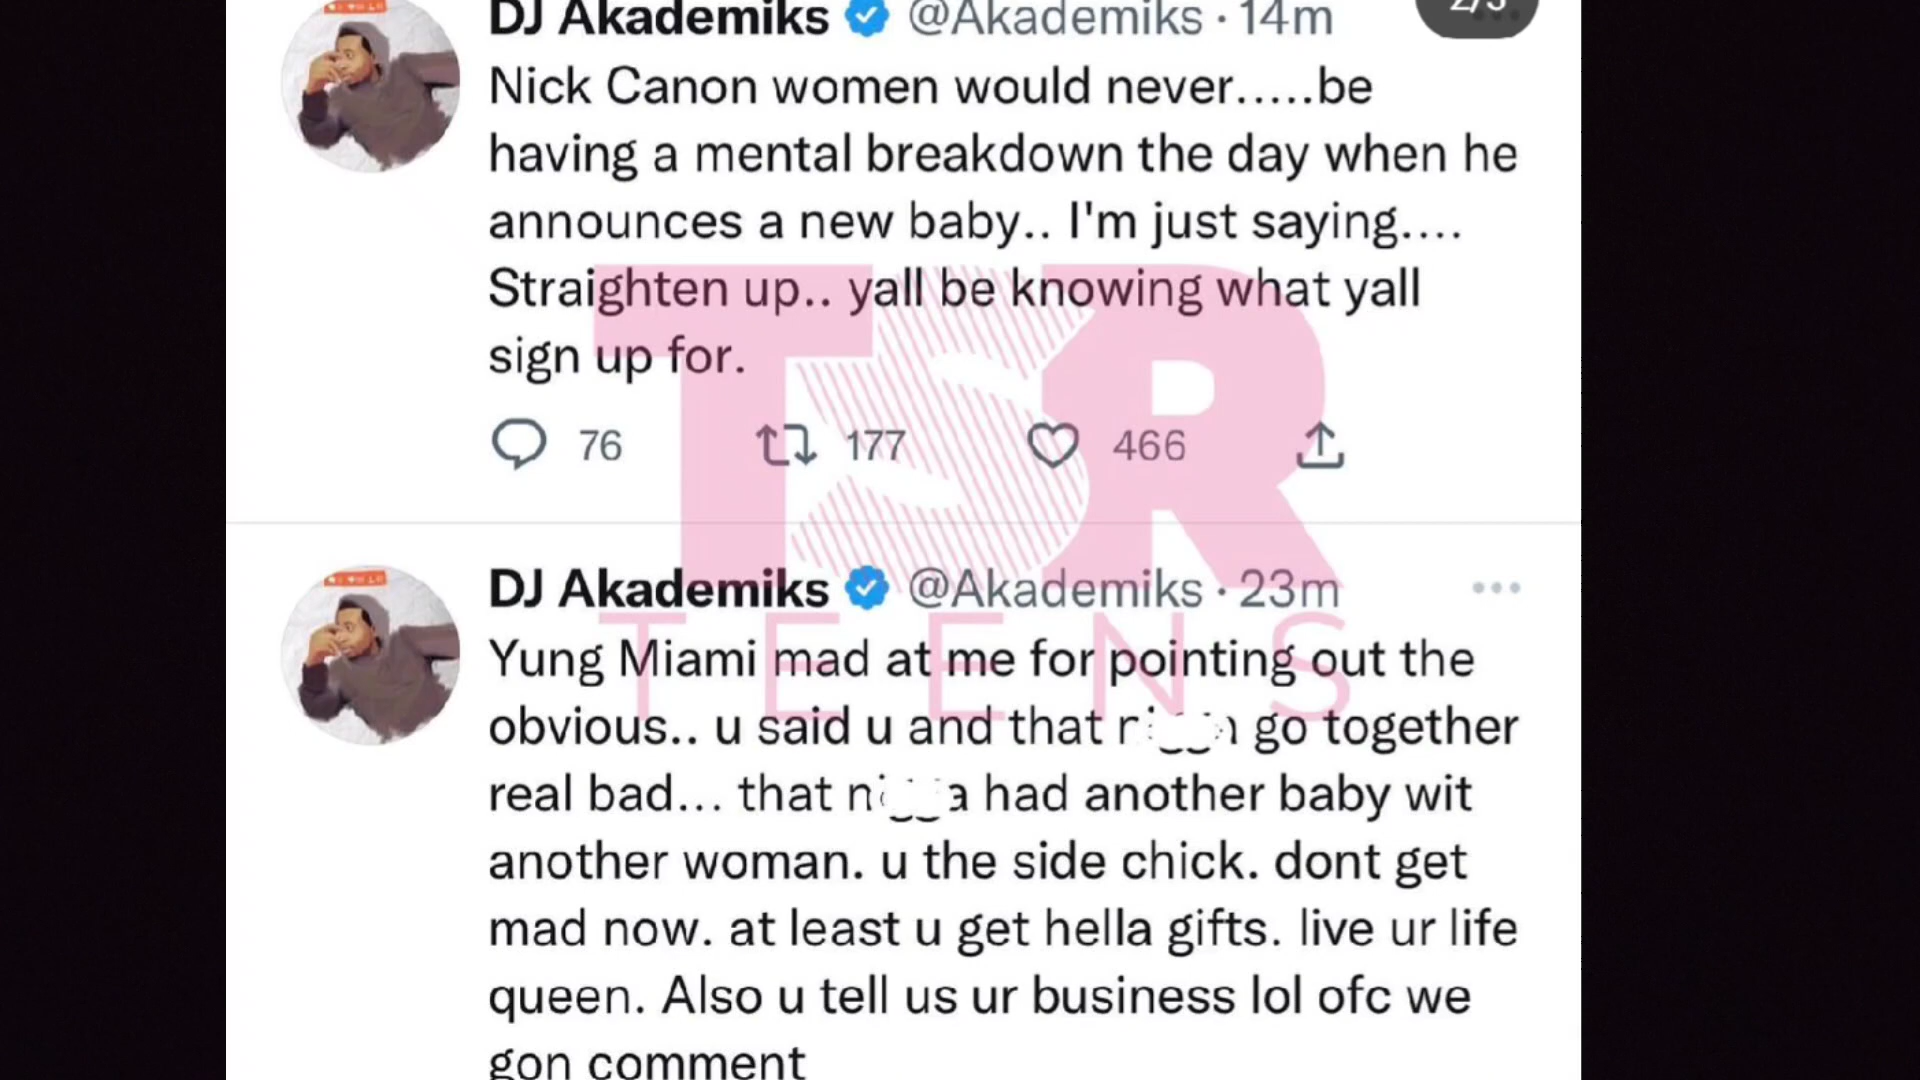 DJ Akademiks @Akademiks · 14m
2/3
Nick Canon women would never.....be
having a mental breakdown the day when he
announces a new baby.. I'm just saying....
Straighten up.. yall be knowing what yall
sign up for.
76 177 466
TSR
TEENS
DJ Akademiks @Akademiks · 23m
Yung Miami mad at me for pointing out the
obvious.. u said u and that go together
real bad... that had another baby wit
another woman. u the side chick. dont get
mad now. at least u get hella gifts. live ur life
queen. Also u tell us ur business lol ofc we
gon comment